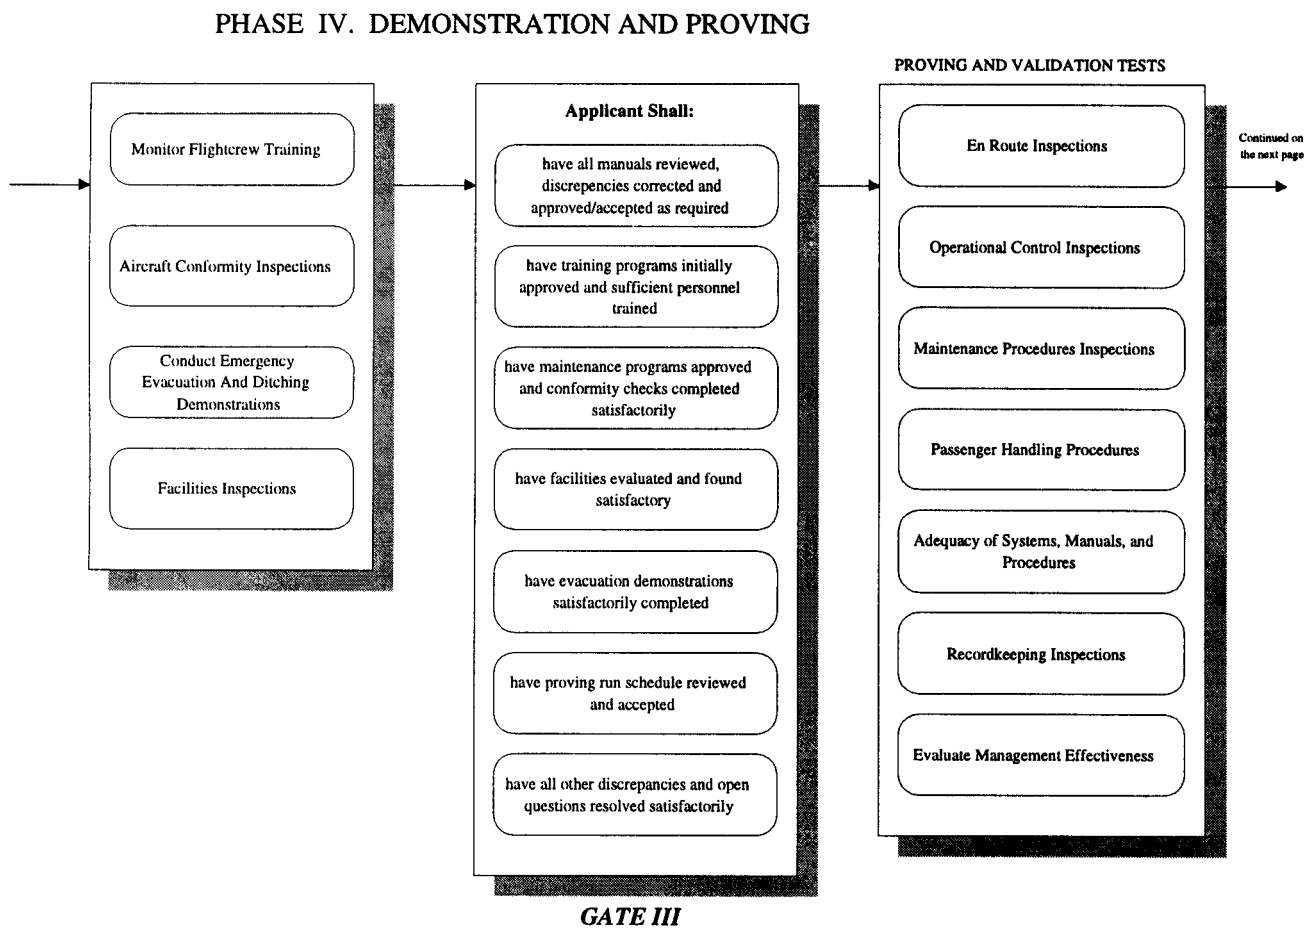 PHASE IV. DEMONSTRATION AND PROVING
Monitor Flightcrew Training
Aircraft Conformity Inspections
Conduct Emergency
Evacuation And Ditching
Demonstrations
Facilities Inspections
Applicant Shall:
have all manuals reviewed,
discrepencies corrected and
approved/accepted as required
have training programs initially
approved and sufficient personnel
trained
have maintenance programs approved
and conformity checks completed
satisfactorily
have facilities evaluated and found
satisfactory
have evacuation demonstrations
satisfactorily completed
have proving run schedule reviewed
and accepted
have all other discrepancies and open
questions resolved satisfactorily
GATE III
PROVING AND VALIDATION TESTS
En Route Inspections
Operational Control Inspections
Maintenance Procedures Inspections
Passenger Handling Procedures
Adequacy of Systems, Manuals, and
Procedures
Recordkeeping Inspections
Evaluate Management Effectiveness
Continued on
the next page